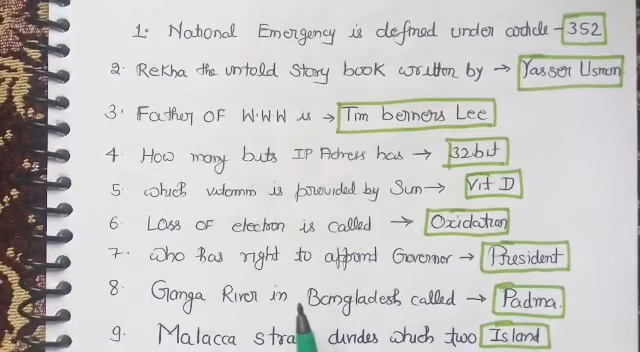 1. National Emergency is defined under article - 352
2. Rekha the untold story book written by → Yasser Usman
3. Father OF W.W.W is → Tim berners Lee
4 How many bits IP Adress has → 32 bit
5 which vitamin is provided by Sun → Vit D
6. Loss OF electron is called → Oxidation
7. who has right to appoint Governor → President
8 Ganga River in Bangladesh called → Padma.
9. Malacca stra divides which two Island